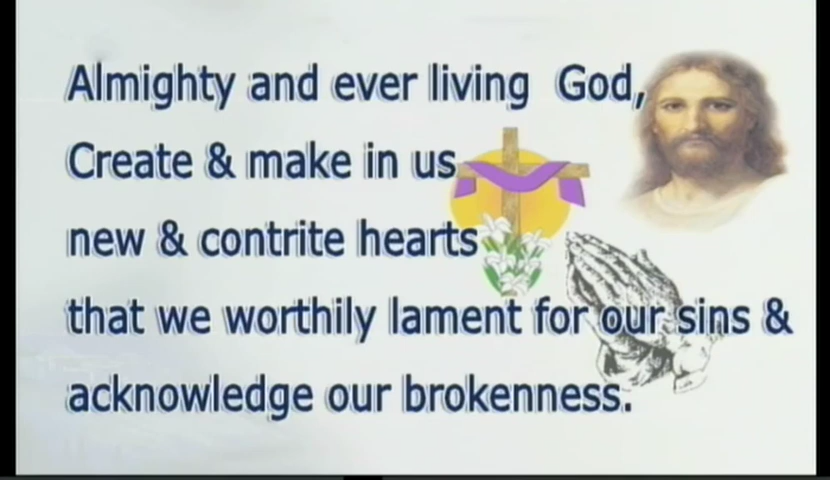 Almighty and ever living God,
Create & make in us
new & contrite hearts
that we worthily lament for our sins &
acknowledge our brokenness.